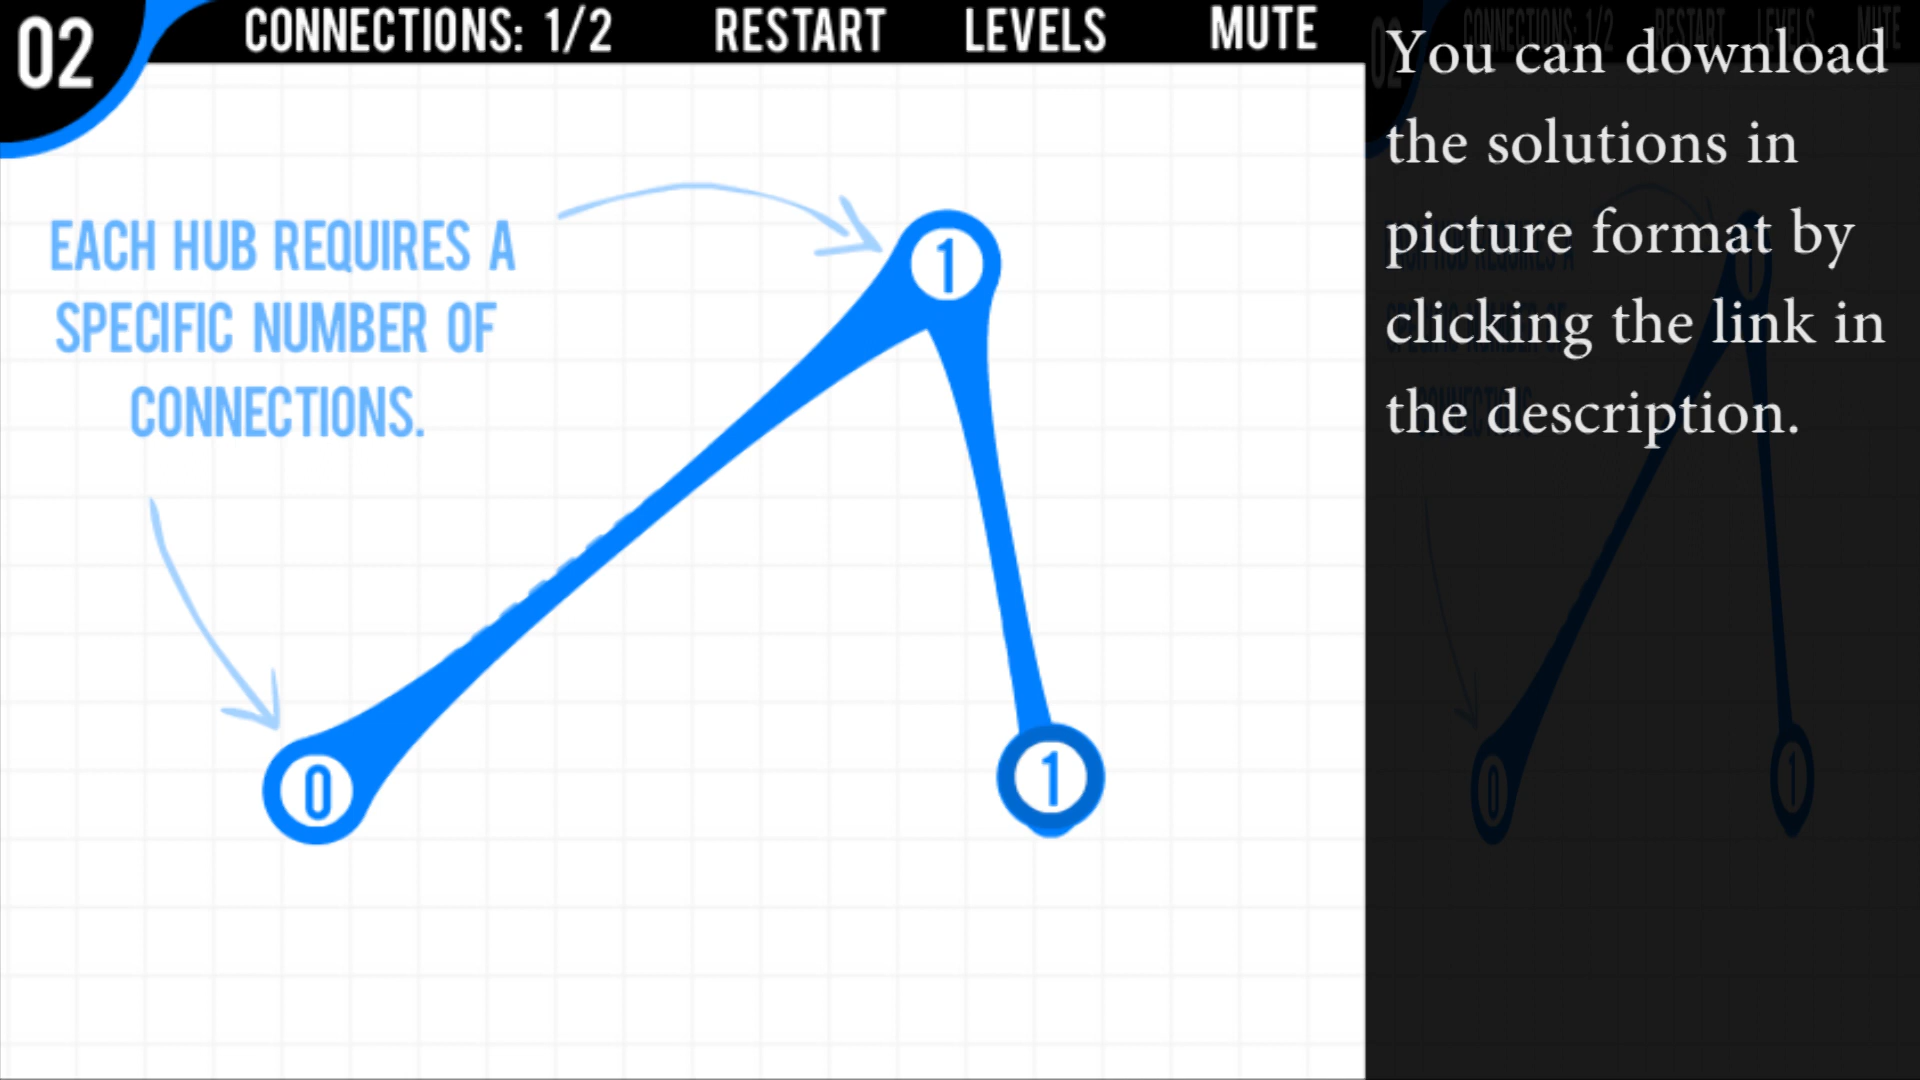 02
CONNECTIONS: 1/2
RESTART
LEVELS
MUTE
EACH HUB REQUIRES A
SPECIFIC NUMBER OF
CONNECTIONS.
1
0
1
You can download
the solutions in
picture format by
clicking the link in
the description.